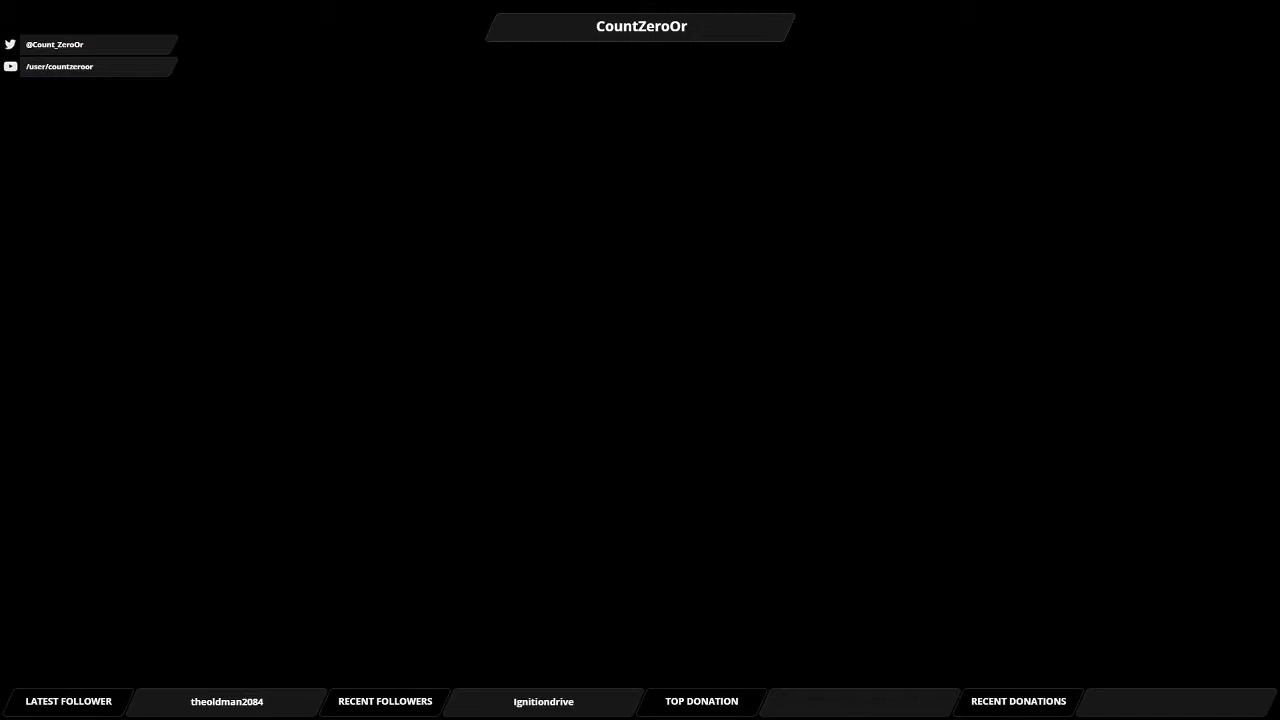 CountZeroOr
@Count_ZeroOr
/user/countzeroor
LATEST FOLLOWER theoldman2084 RECENT FOLLOWERS Ignitiondrive TOP DONATION RECENT DONATIONS